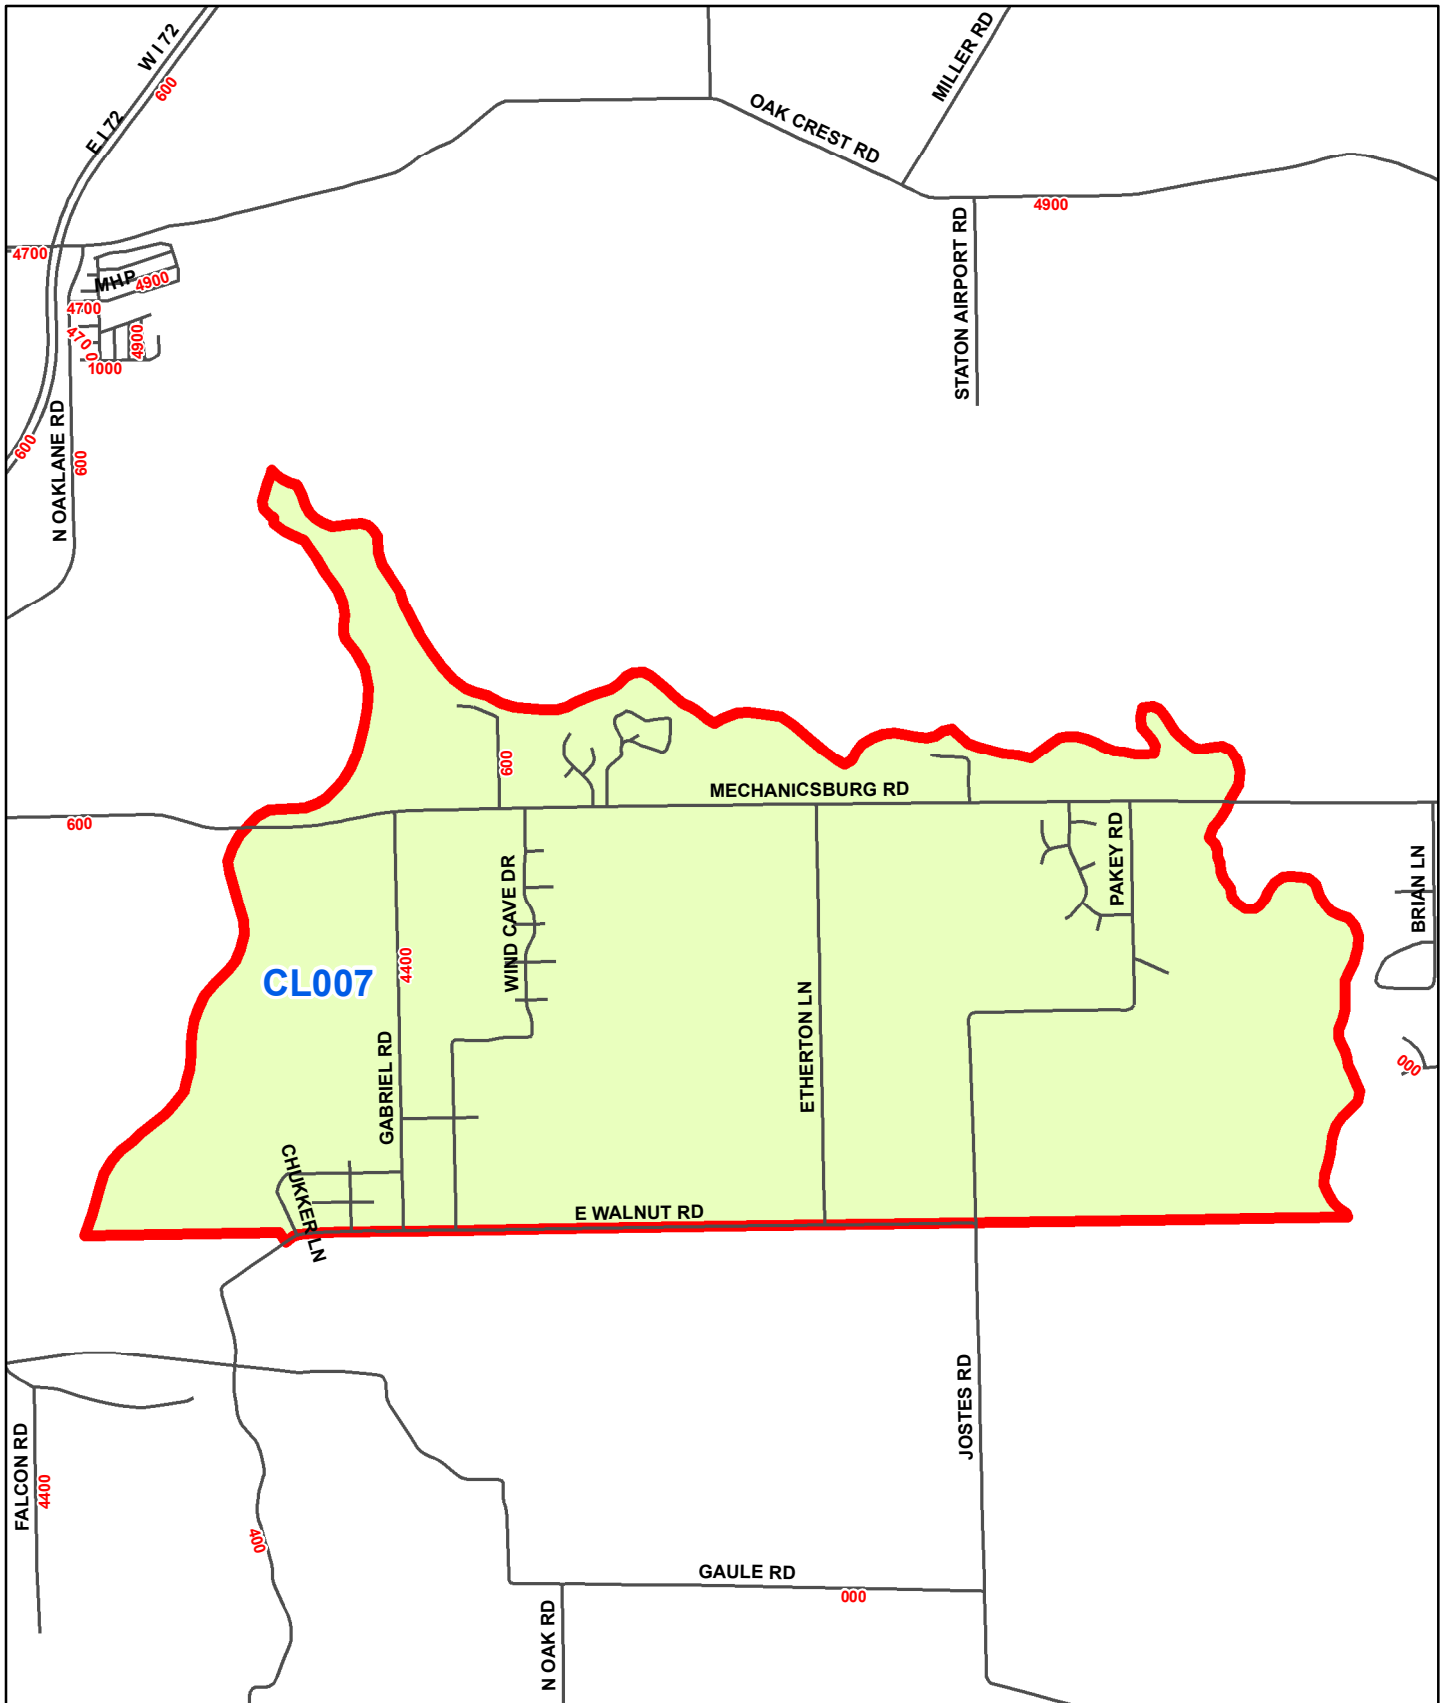 W I 72
600
E I 72
MILLER RD
OAK CREST RD
4900
STATON AIRPORT RD
4700
MHP
4900
4700
4700
4900
1000
N OAKLANE RD
600
600
600
MECHANICSBURG RD
600
PAKEY RD
BRIAN LN
WIND CAVE DR
4400
CL007
ETHERTON LN
GABRIEL RD
000
CHUKKER LN
E WALNUT RD
JOSTES RD
FALCON RD
4400
400
GAULE RD
000
N OAK RD